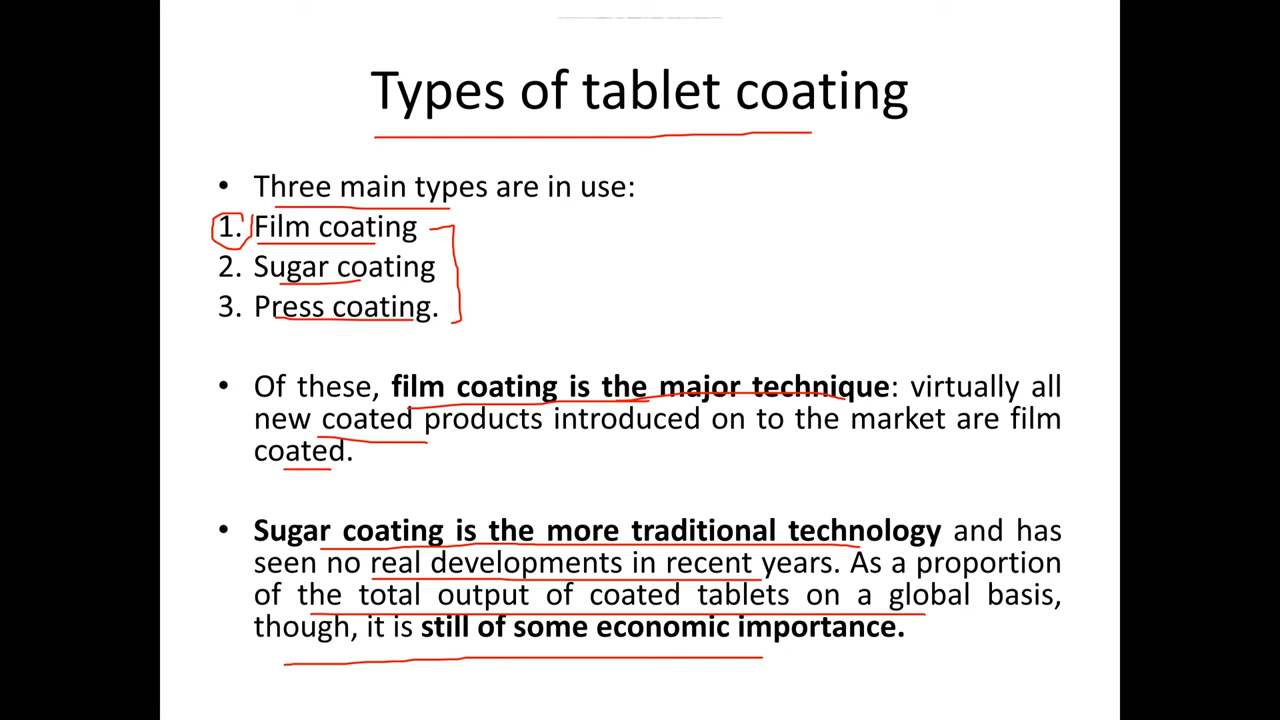 Types of tablet coating
• Three main types are in use:
1. Film coating
2. Sugar coating
3. Press coating.
• Of these, film coating is the major technique: virtually all
new coated products introduced on to the market are film
coated.
• Sugar coating is the more traditional technology and has
seen no real developments in recent years. As a proportion
of the total output of coated tablets on a global basis,
though, it is still of some economic importance.